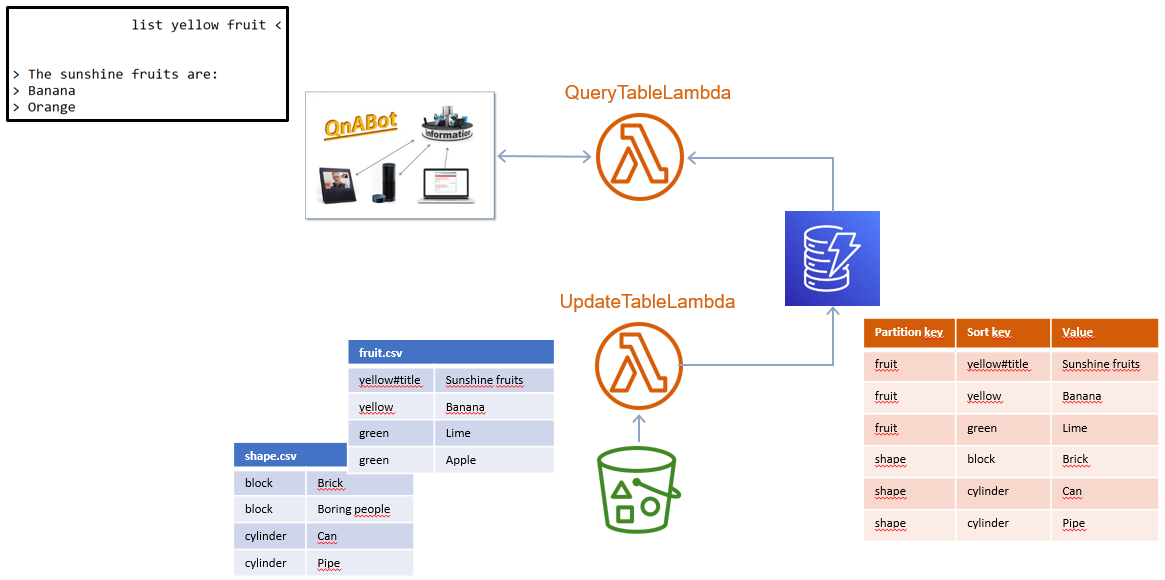 list yellow fruit <
> The sunshine fruits are:
> Banana
> Orange
QnABot
Information
QueryTableLambda
UpdateTableLambda
fruit.csv
yellow#title Sunshine fruits
yellow Banana
green Lime
green Apple
shape.csv
block Brick
block Boring people
cylinder Can
cylinder Pipe
Partition key Sort key Value
fruit yellow#title Sunshine fruits
fruit yellow Banana
fruit green Lime
shape block Brick
shape cylinder Can
shape cylinder Pipe